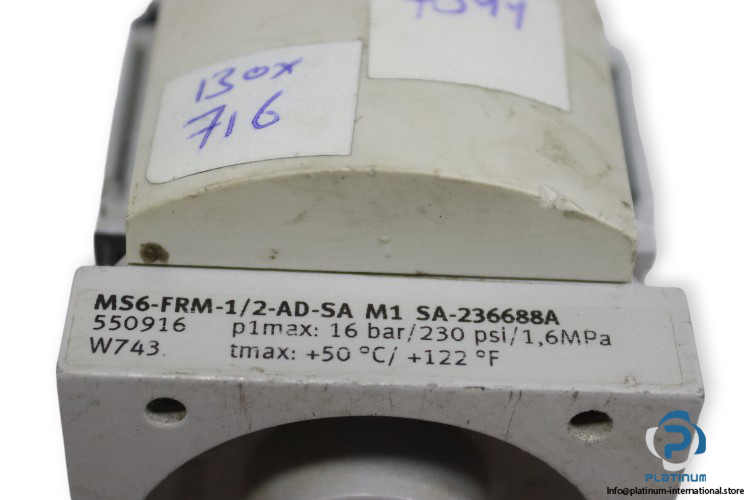 BOX
716
MS6-FRM-1/2-AD-SA M1 SA-236688A
550916 p1max: 16 bar/230 psi/1,6MPa
W743. tmax: +50 °C/ +122 °F
PLATINUM
Info@platinum-international.store